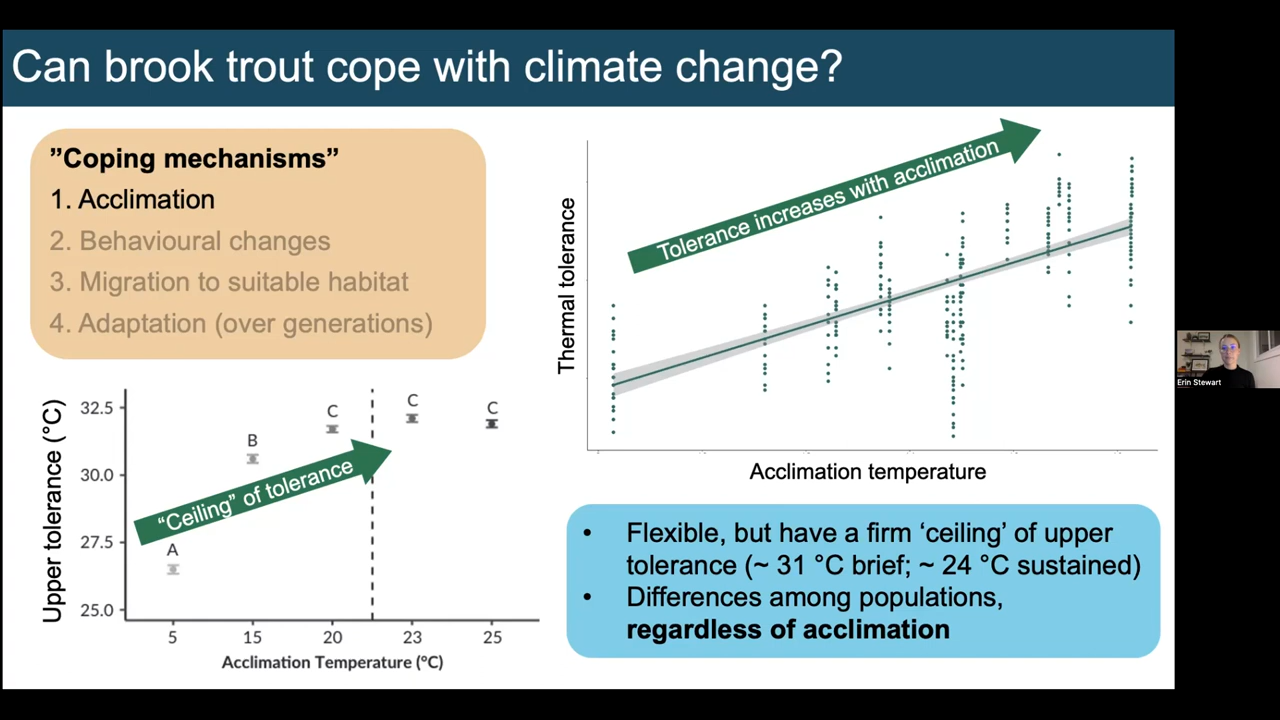 Can brook trout cope with climate change?
”Coping mechanisms”
1. Acclimation
2. Behavioural changes
3. Migration to suitable habitat
4. Adaptation (over generations)
Thermal tolerance
Tolerance increases with acclimation
Acclimation temperature
Upper tolerance (°C)
32.5
30.0
27.5
25.0
A
B
C
C
C
“Ceiling” of tolerance
5
15
20
23
25
Acclimation Temperature (°C)
• Flexible, but have a firm ‘ceiling’ of upper
tolerance (~ 31 °C brief; ~ 24 °C sustained)
• Differences among populations,
regardless of acclimation
Erin Stewart